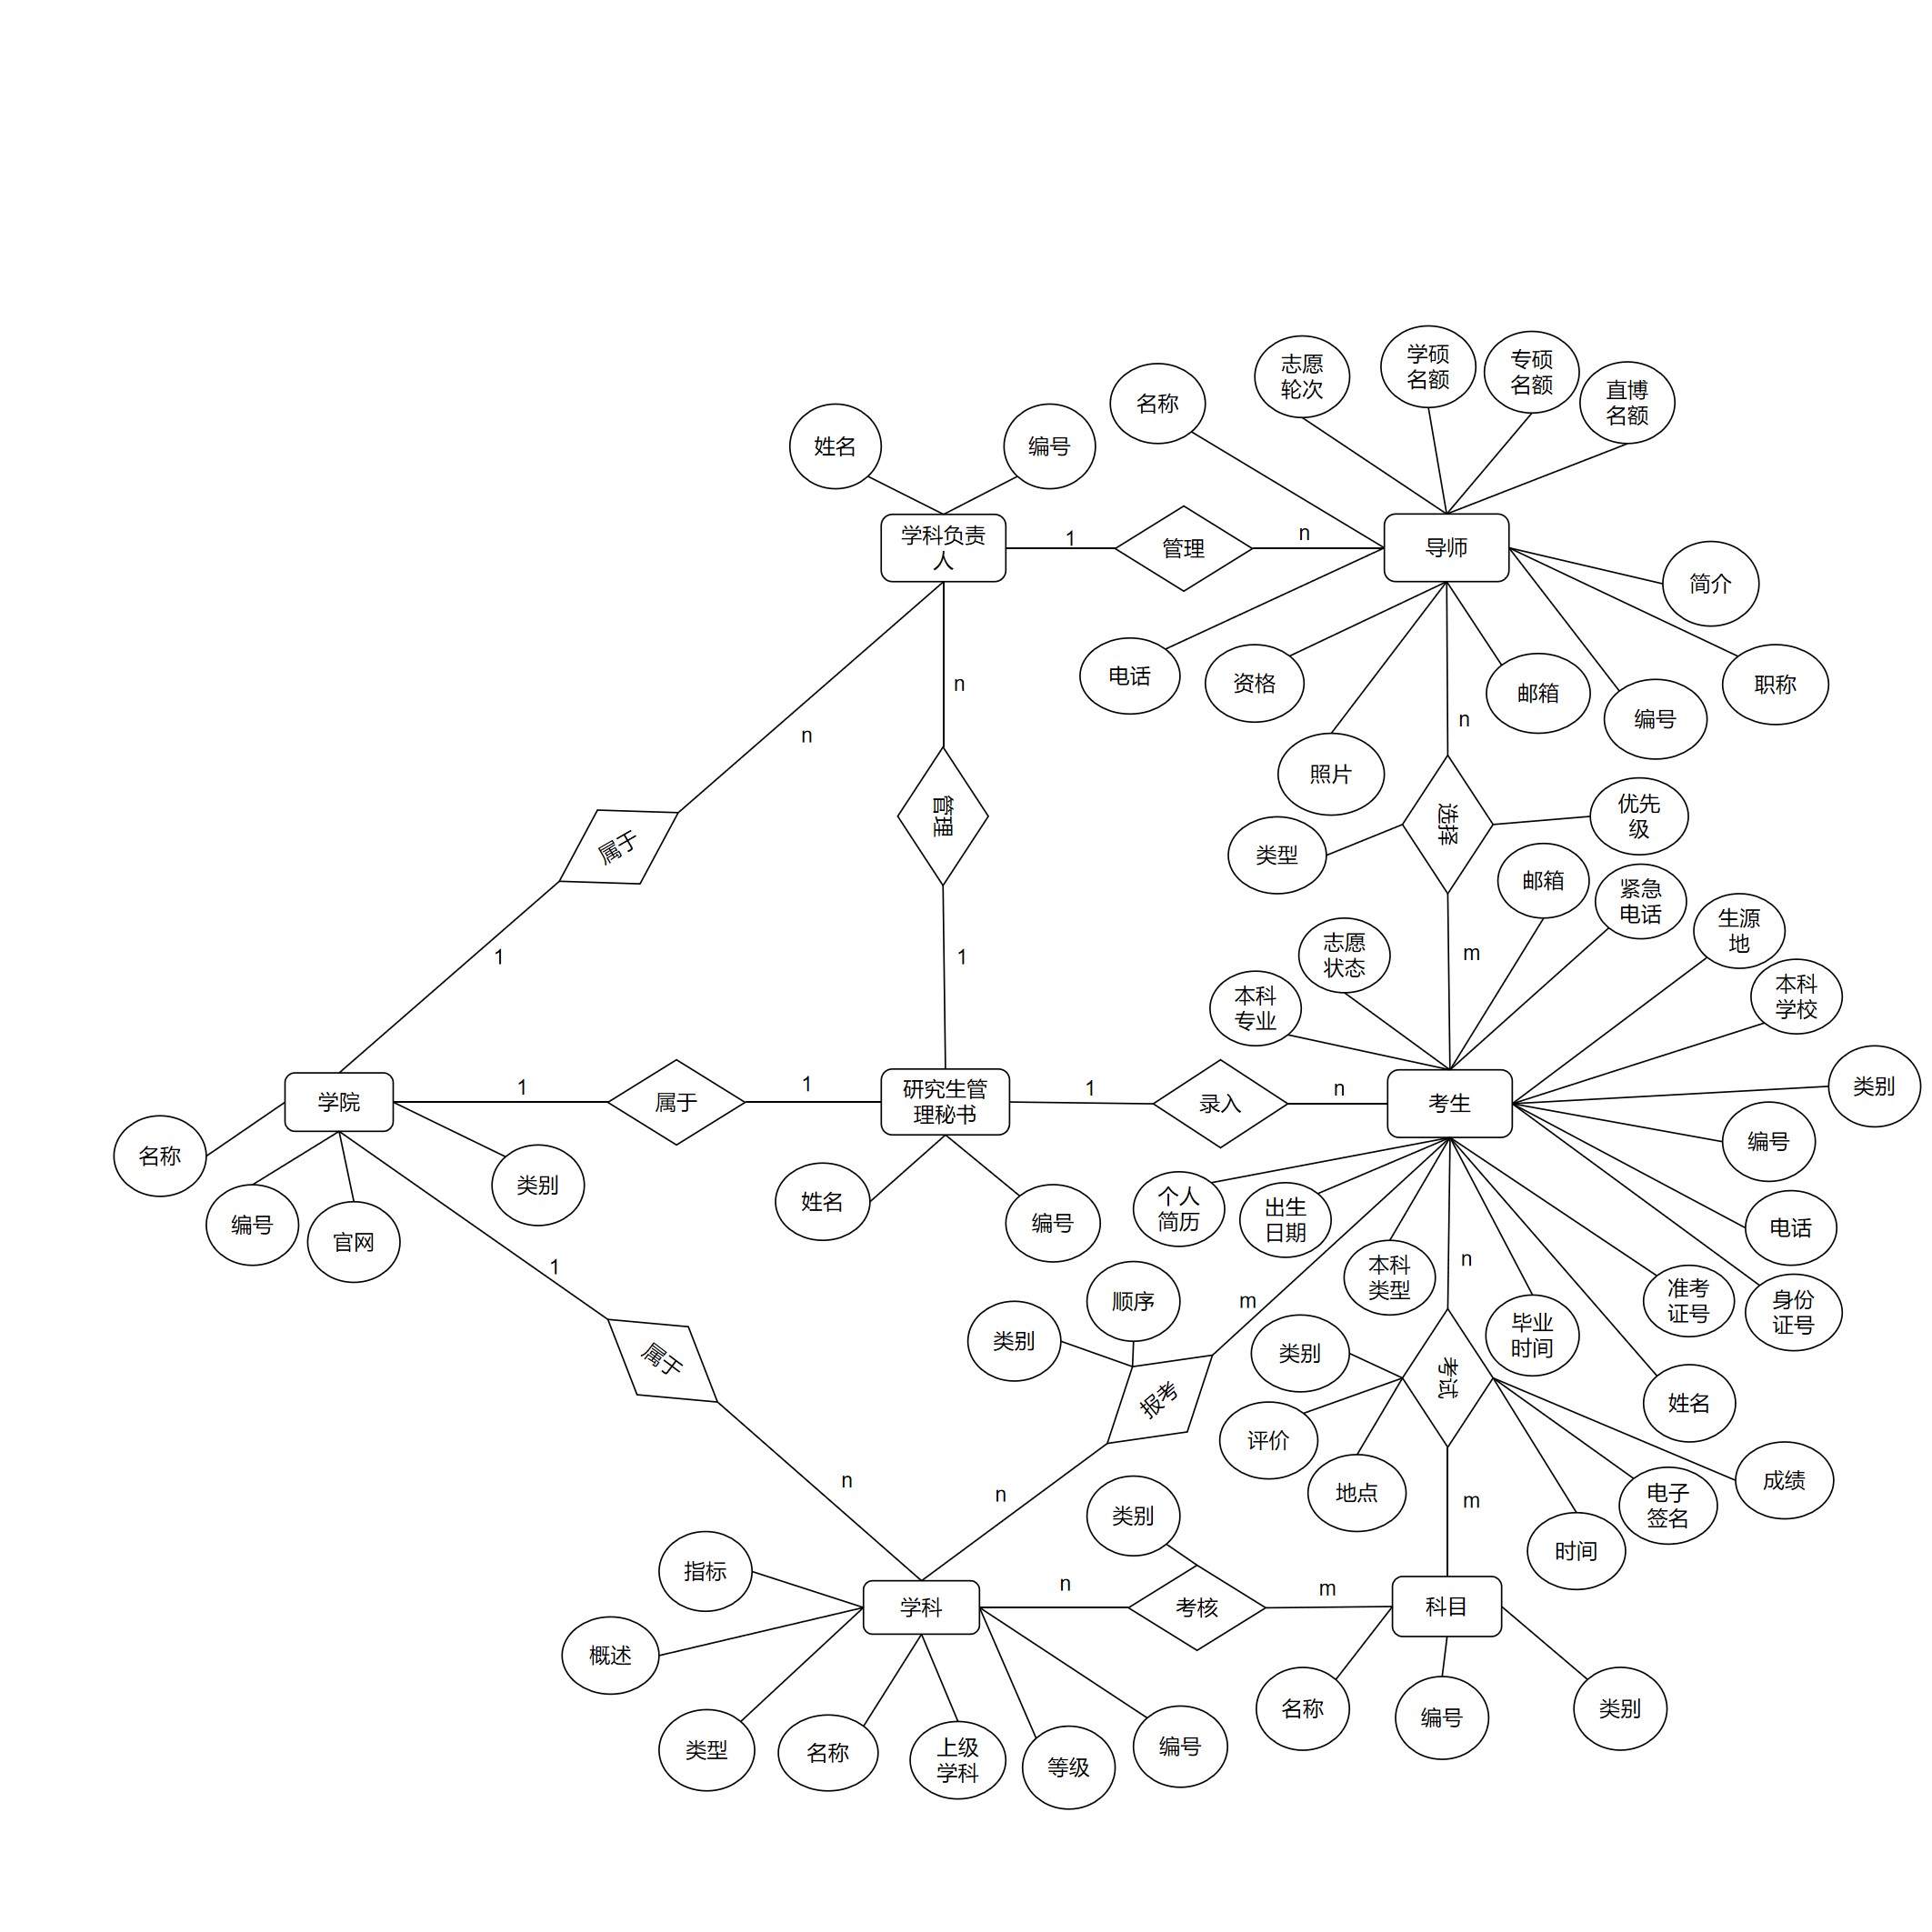 志愿
轮次
学硕
名额
专硕
名额
直博
名额
名称
姓名
编号
学科负责
人
1
管理
n
导师
简介
电话
资格
邮箱
职称
编号
n
n
n
照片
管理
选择
优先
级
属于
类型
邮箱
紧急
电话
生源
地
志愿
状态
1
1
m
本科
专业
本科
学校
学院
1
属于
1
研究生管
理秘书
1
录入
n
考生
类别
名称
编号
类别
姓名
编号
个人
简历
出生
日期
编号
官网
电话
1
本科
类型
n
顺序
m
准考
证号
身份
证号
毕业
时间
类别
类别
属于
报考
考试
姓名
评价
地点
n
n
成绩
电子
签名
m
类别
时间
指标
学科
n
考核
m
科目
概述
类型
名称
上级
学科
等级
编号
名称
编号
类别